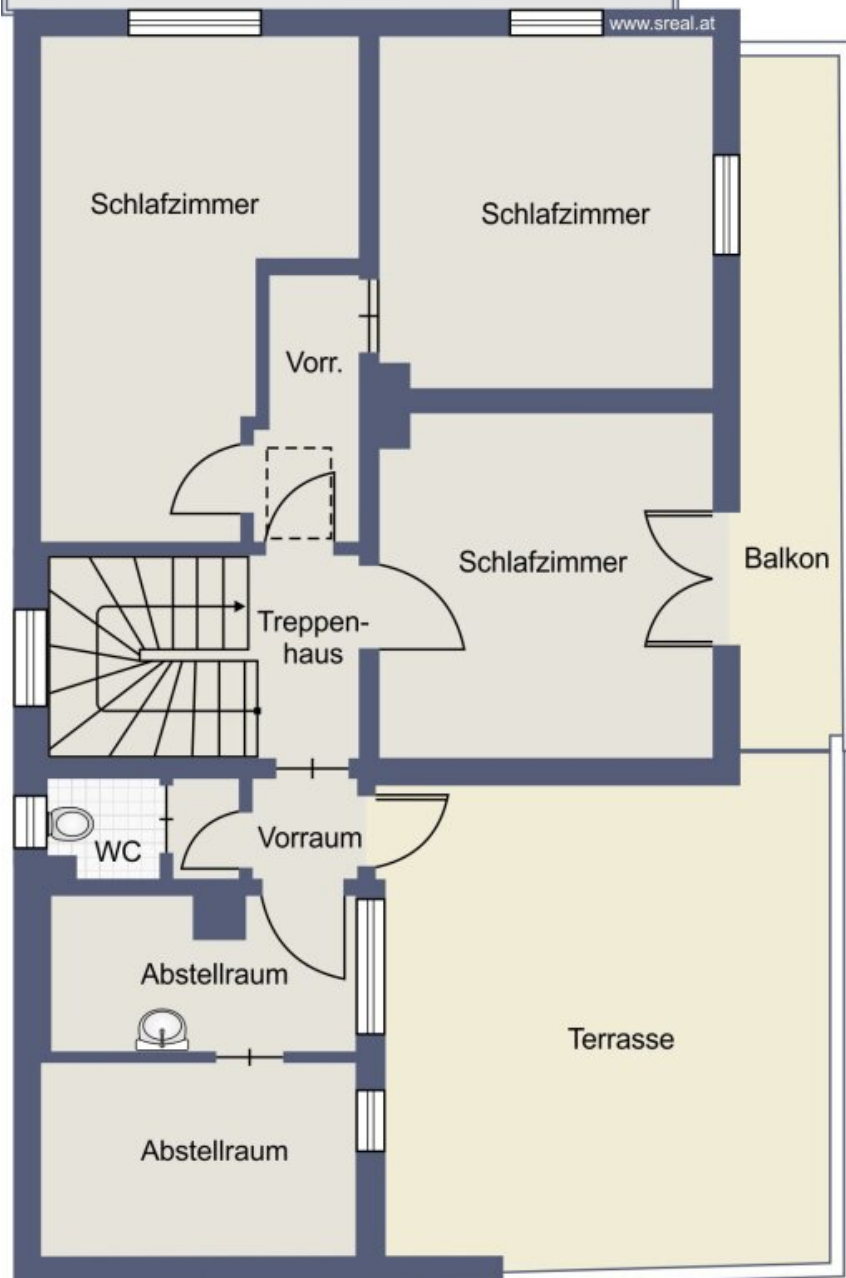 www.sreal.at
Schlafzimmer
Schlafzimmer
Vorr.
Schlafzimmer
Balkon
Treppen-
haus
WC
Vorraum
Abstellraum
Terrasse
Abstellraum